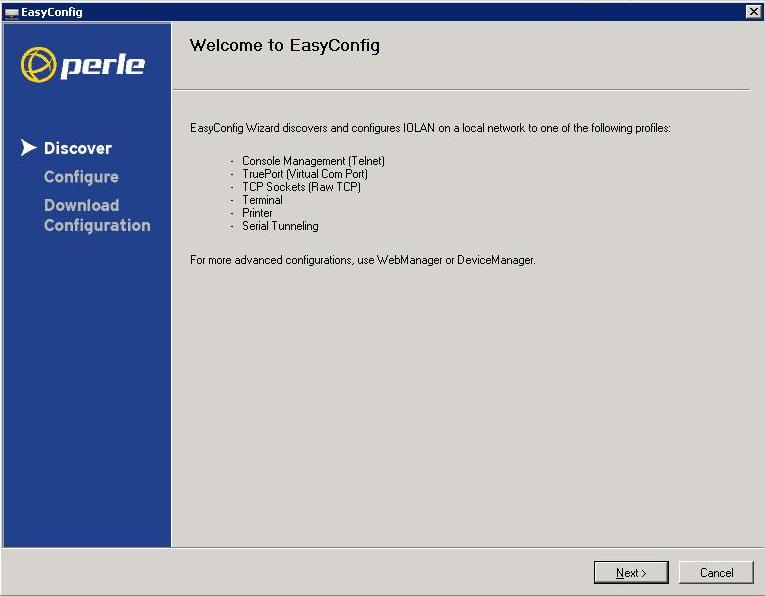 EasyConfig
perle
Discover
Configure
Download
Configuration
Welcome to EasyConfig
EasyConfig Wizard discovers and configures IOLAN on a local network to one of the following profiles:
- Console Management (Telnet)
- TruePort (Virtual Com Port)
- TCP Sockets (Raw TCP)
- Terminal
- Printer
- Serial Tunneling
For more advanced configurations, use WebManager or DeviceManager.
Next >
Cancel